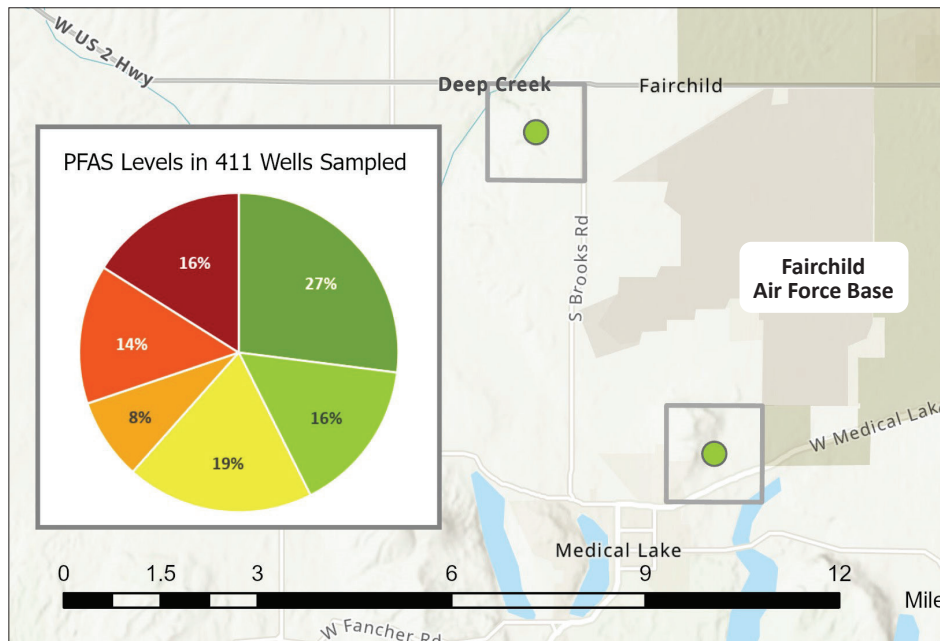 W US 2 Hwy
Deep Creek
Fairchild
PFAS Levels in 411 Wells Sampled
16%
27%
14%
16%
8%
19%
S Brooks Rd
Fairchild
Air Force Base
W Medical Lake
Medical Lake
0 1.5 3 6 9 12
Mile
W Fancher Rd